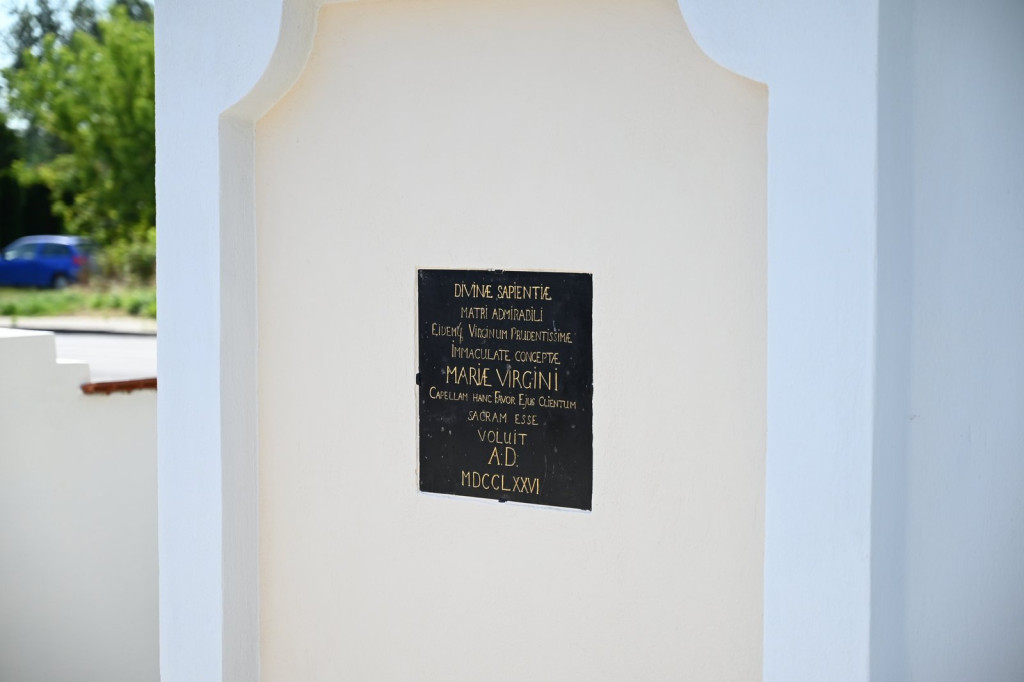 DIVINÆ SAPIENTIÆ
MATRI ADMIRABILI
EIDEMQ VIRGINUM PRUDENTISSIMÆ
IMMACULATE CONCEPTÆ
MARIÆ VIRGINI
CAPELLAM HANC FAVOR EJUS CLIENTUM
SACRAM ESSE
VOLUIT
A:D.
MDCCLXXVI